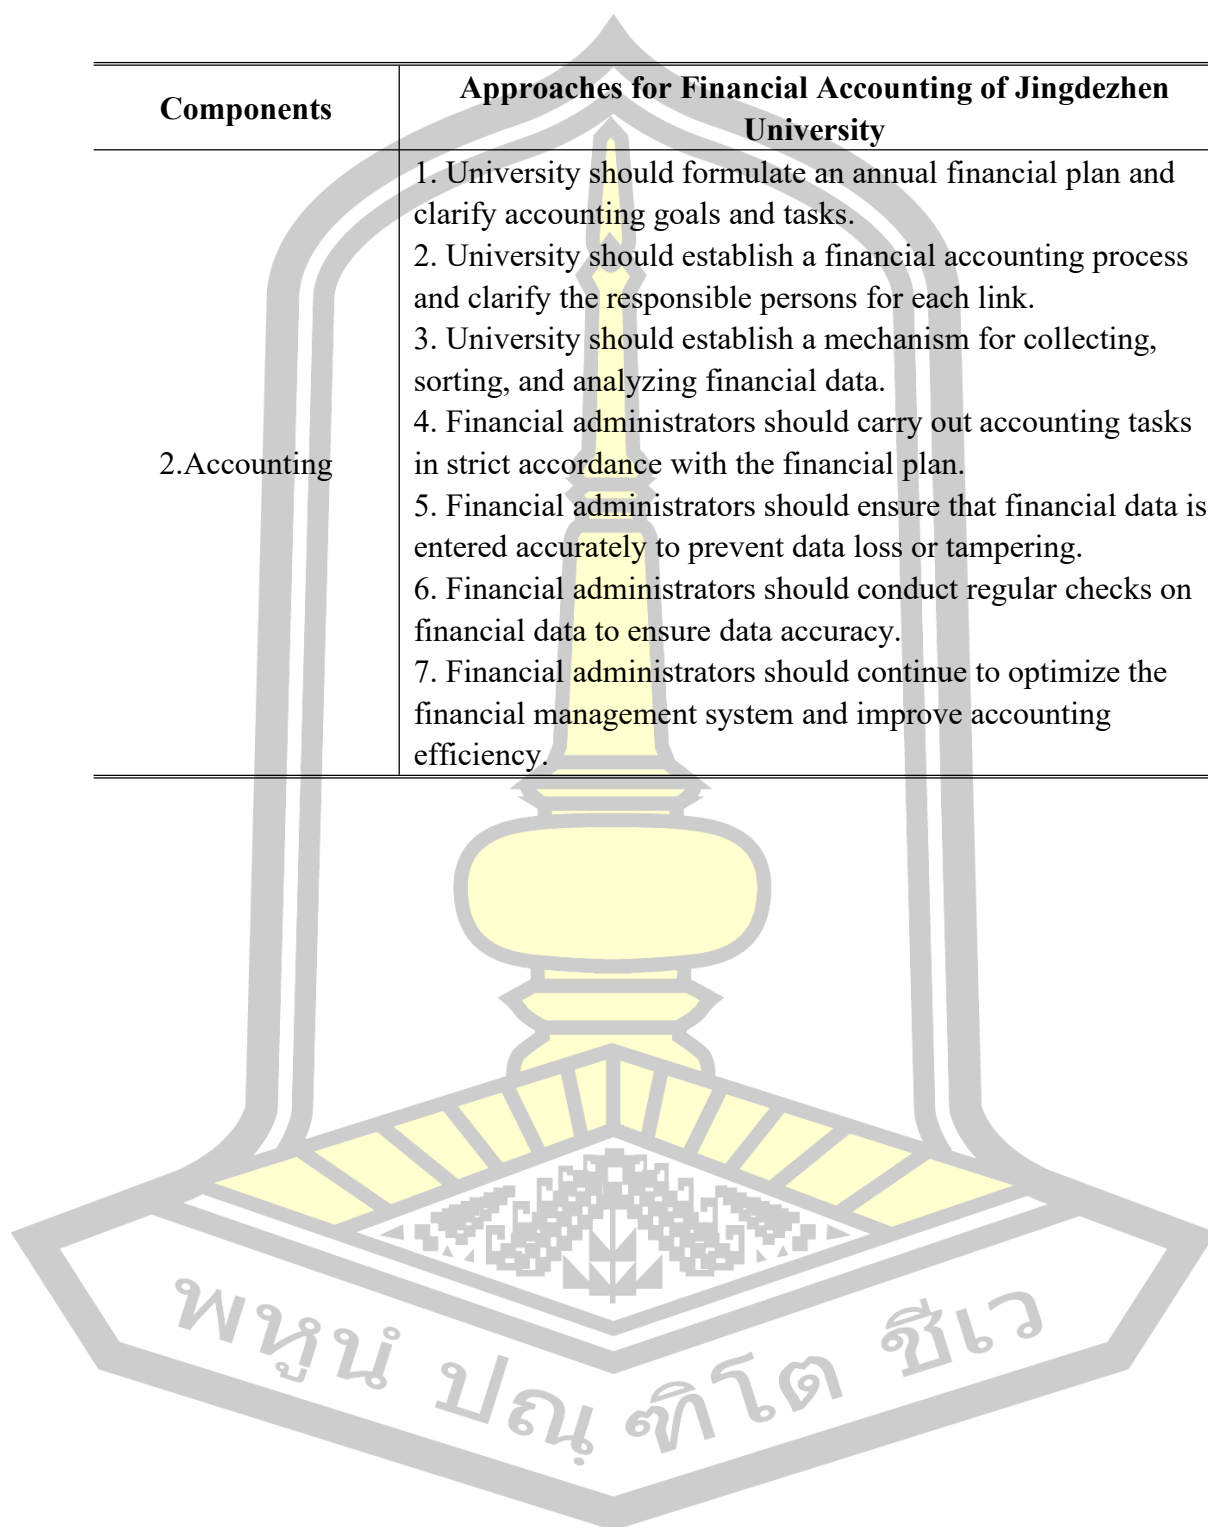 Components
Approaches for Financial Accounting of Jingdezhen
University
2.Accounting
1. University should formulate an annual financial plan and
clarify accounting goals and tasks.
2. University should establish a financial accounting process
and clarify the responsible persons for each link.
3. University should establish a mechanism for collecting,
sorting, and analyzing financial data.
4. Financial administrators should carry out accounting tasks
in strict accordance with the financial plan.
5. Financial administrators should ensure that financial data is
entered accurately to prevent data loss or tampering.
6. Financial administrators should conduct regular checks on
financial data to ensure data accuracy.
7. Financial administrators should continue to optimize the
financial management system and improve accounting
efficiency.
พหูนํ ปณฺฑิโต ชีเว